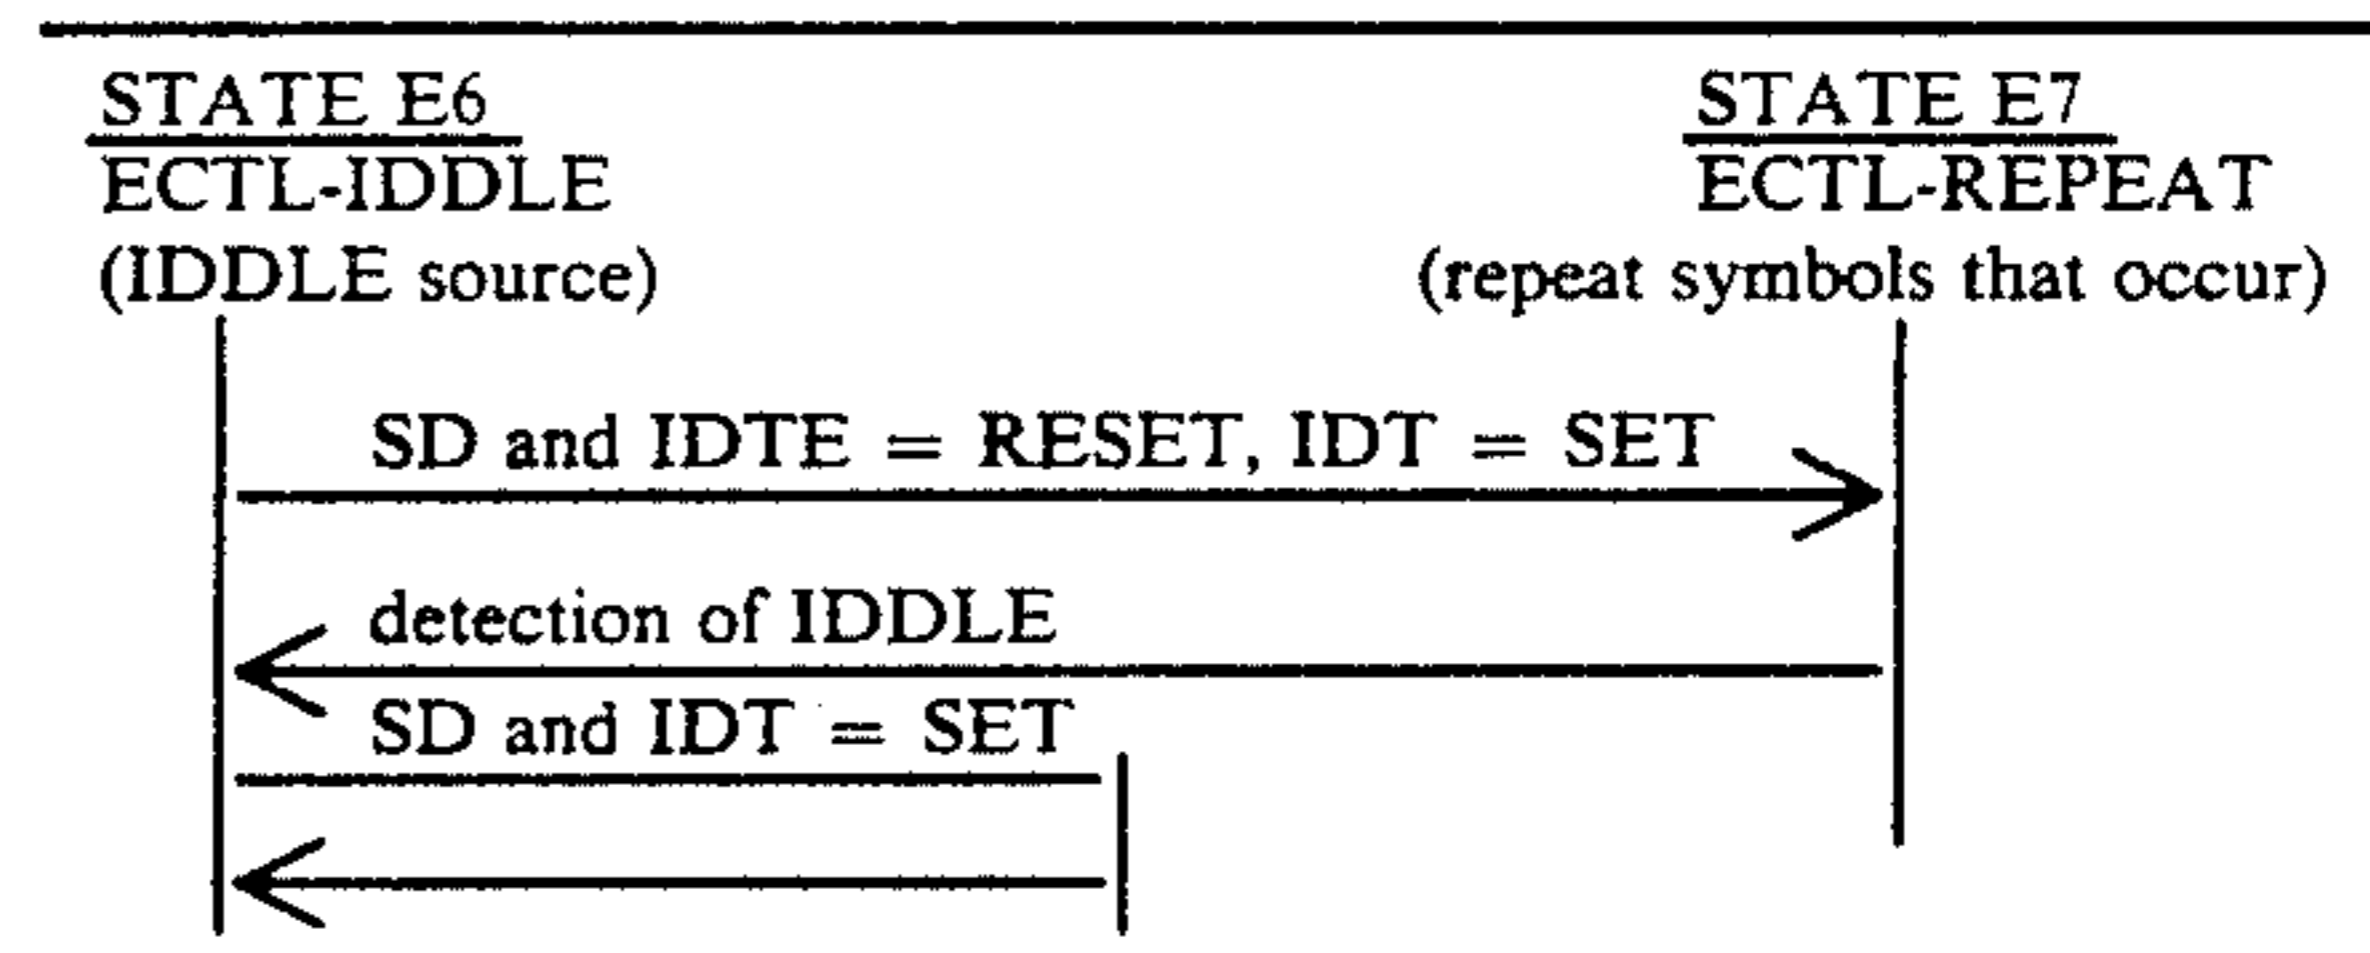 STATE E6 STATE E7
ECTL-IDDLE ECTL-REPEAT
(IDDLE source) (repeat symbols that occur)
SD and IDTE = RESET, IDT = SET
detection of IDDLE
SD and IDT = SET